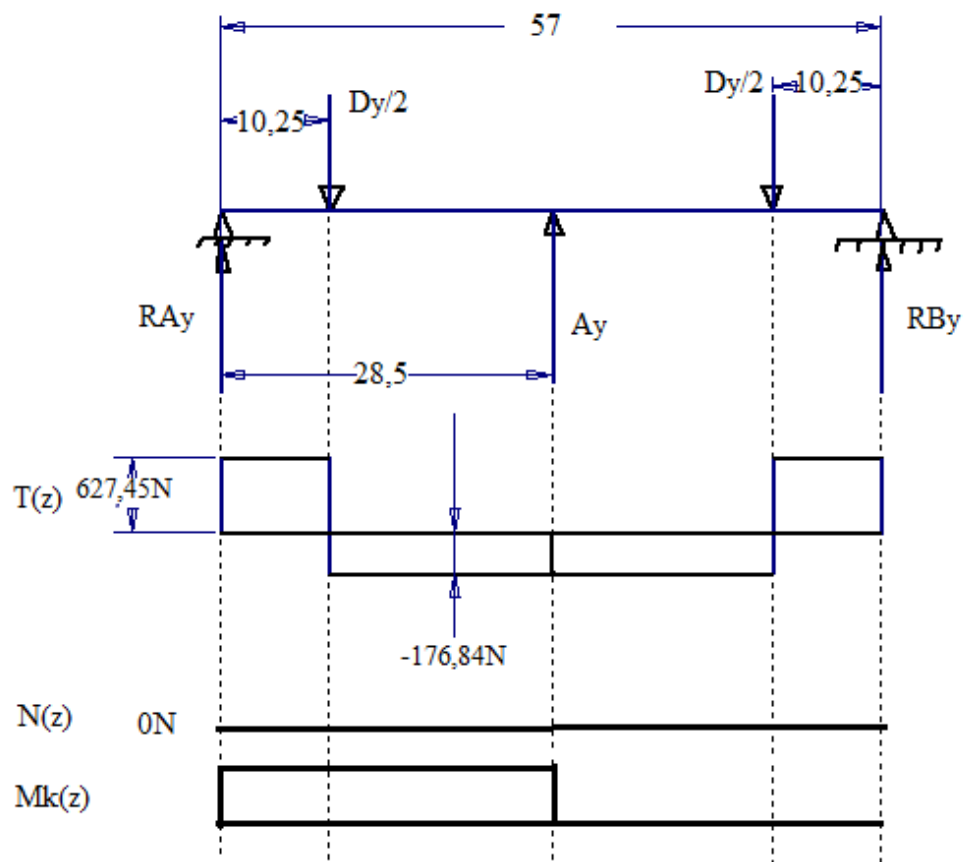 57
Dy/2
Dy/2
10,25
10,25
RAy
Ay
RBy
28,5
T(z)
627,45N
-176,84N
N(z)
0N
Mk(z)